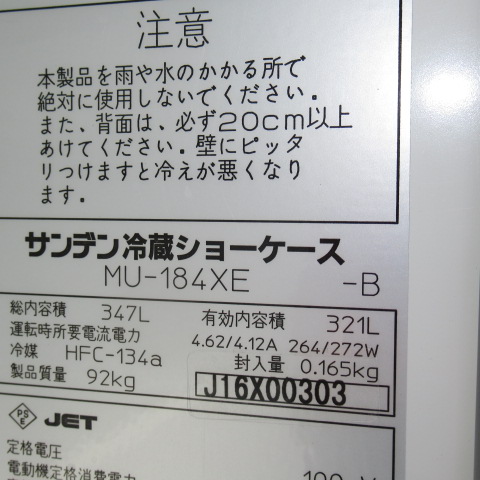 注意
本製品を雨や水のかかる所で
絶対に使用しないでください.
また、背面は、必ず20cm以上
あけてください. 壁にピッタ
リつけますと冷えが悪くなり
ます.
サンデン冷蔵ショーケース
MU-184XE -B
総内容積 347L 有効内容積 321L
運転時所要電流電力 4.62/4.12A 264/272W
冷媒 HFC-134a 封入量 0.165kg
製品質量 92kg J16X00303
PSE JET
定格電圧
電動機定格消費電力